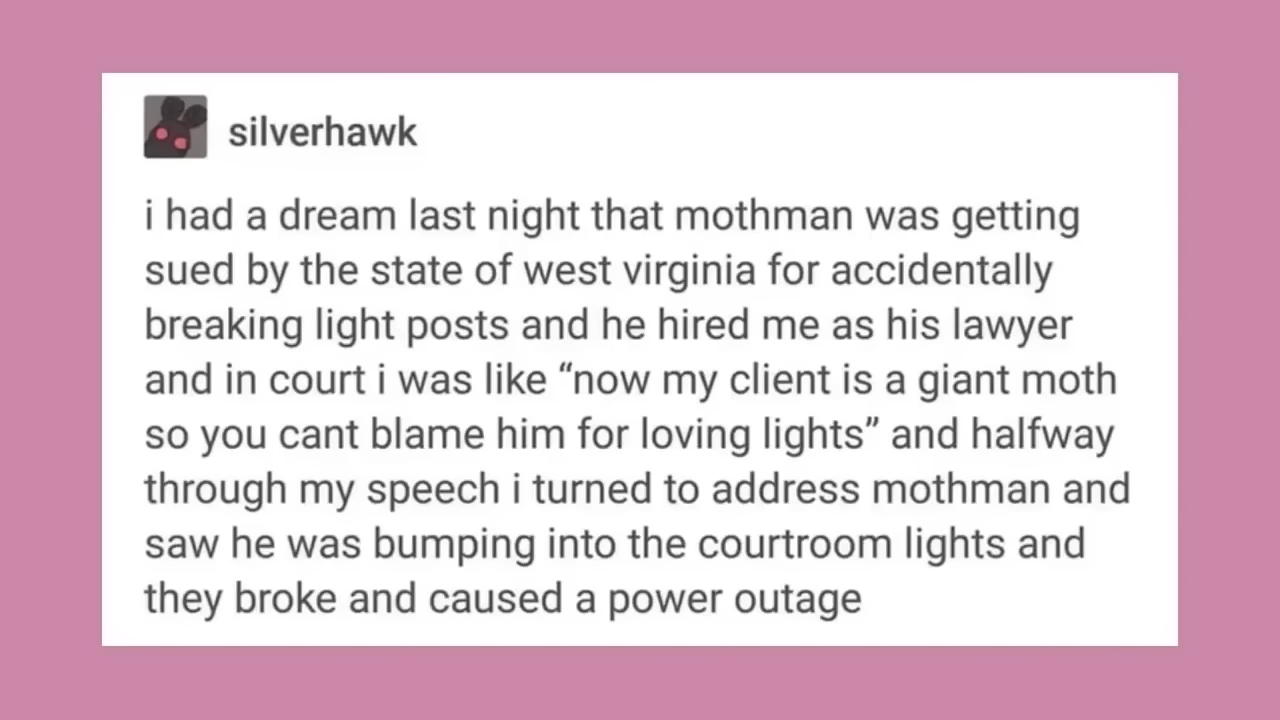 silverhawk
i had a dream last night that mothman was getting
sued by the state of west virginia for accidentally
breaking light posts and he hired me as his lawyer
and in court i was like “now my client is a giant moth
so you cant blame him for loving lights” and halfway
through my speech i turned to address mothman and
saw he was bumping into the courtroom lights and
they broke and caused a power outage